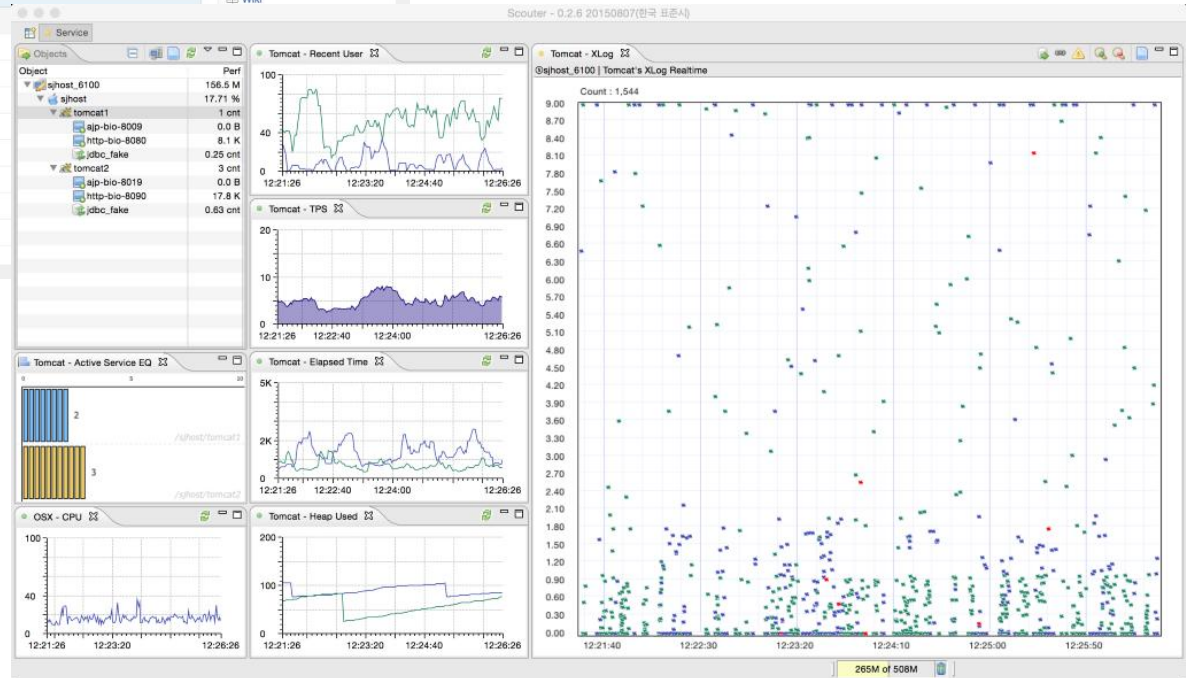 Scouter - 0.2.6 20150807(한국 표준시)
Service
Objects
Object Perf
sjhost_6100 156.5 M
sjhost 17.71 %
tomcat1 1 cnt
ajp-bio-8009 0.0 B
http-bio-8080 8.1 K
jdbc_fake 0.25 cnt
tomcat2 3 cnt
ajp-bio-8019 0.0 B
http-bio-8090 17.8 K
jdbc_fake 0.63 cnt
Tomcat - Active Service EQ
0 5 20
2
/sjhost/tomcat1
3
/sjhost/tomcat2
OSX - CPU
100
40
0
12:21:26 12:23:20 12:26:26
Tomcat - Recent User
100
40
0
12:21:26 12:23:20 12:24:40 12:26:26
Tomcat - TPS
20
10
0
12:21:26 12:22:40 12:24:00 12:26:26
Tomcat - Elapsed Time
5K
2K
0
12:21:26 12:22:40 12:24:00 12:26:26
Tomcat - Heap Used
200
100
0
12:21:26 12:23:20 12:24:40 12:26:26
Tomcat - XLog
sjhost_6100 | Tomcat's XLog Realtime
Count : 1,544
9.00
8.70
8.40
8.10
7.80
7.50
7.20
6.90
6.60
6.30
6.00
5.70
5.40
5.10
4.80
4.50
4.20
3.90
3.60
3.30
3.00
2.70
2.40
2.10
1.80
1.50
1.20
0.90
0.60
0.30
0.00
12:21:40 12:22:30 12:23:20 12:24:10 12:25:00 12:25:50
265M of 508M